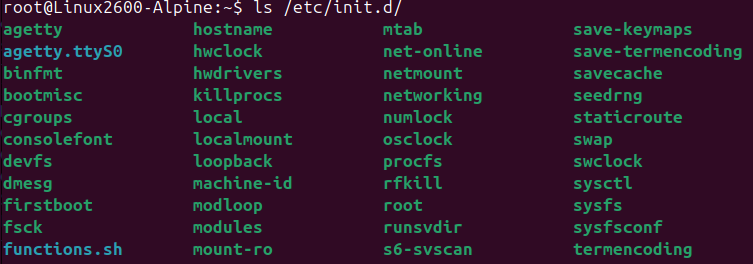 root@Linux2600-Alpine:~$ ls /etc/init.d/
agetty hostname mtab save-keymaps
agetty.ttyS0 hwclock net-online save-termencoding
binfmt hwdrivers netmount savecache
bootmisc killprocs networking seedrng
cgroups local numlock staticroute
consolefont localmount osclock swap
devfs loopback procfs swclock
dmesg machine-id rfkill sysctl
firstboot modloop root sysfs
fsck modules runsvdir sysfsconf
functions.sh mount-ro s6-svscan termencoding